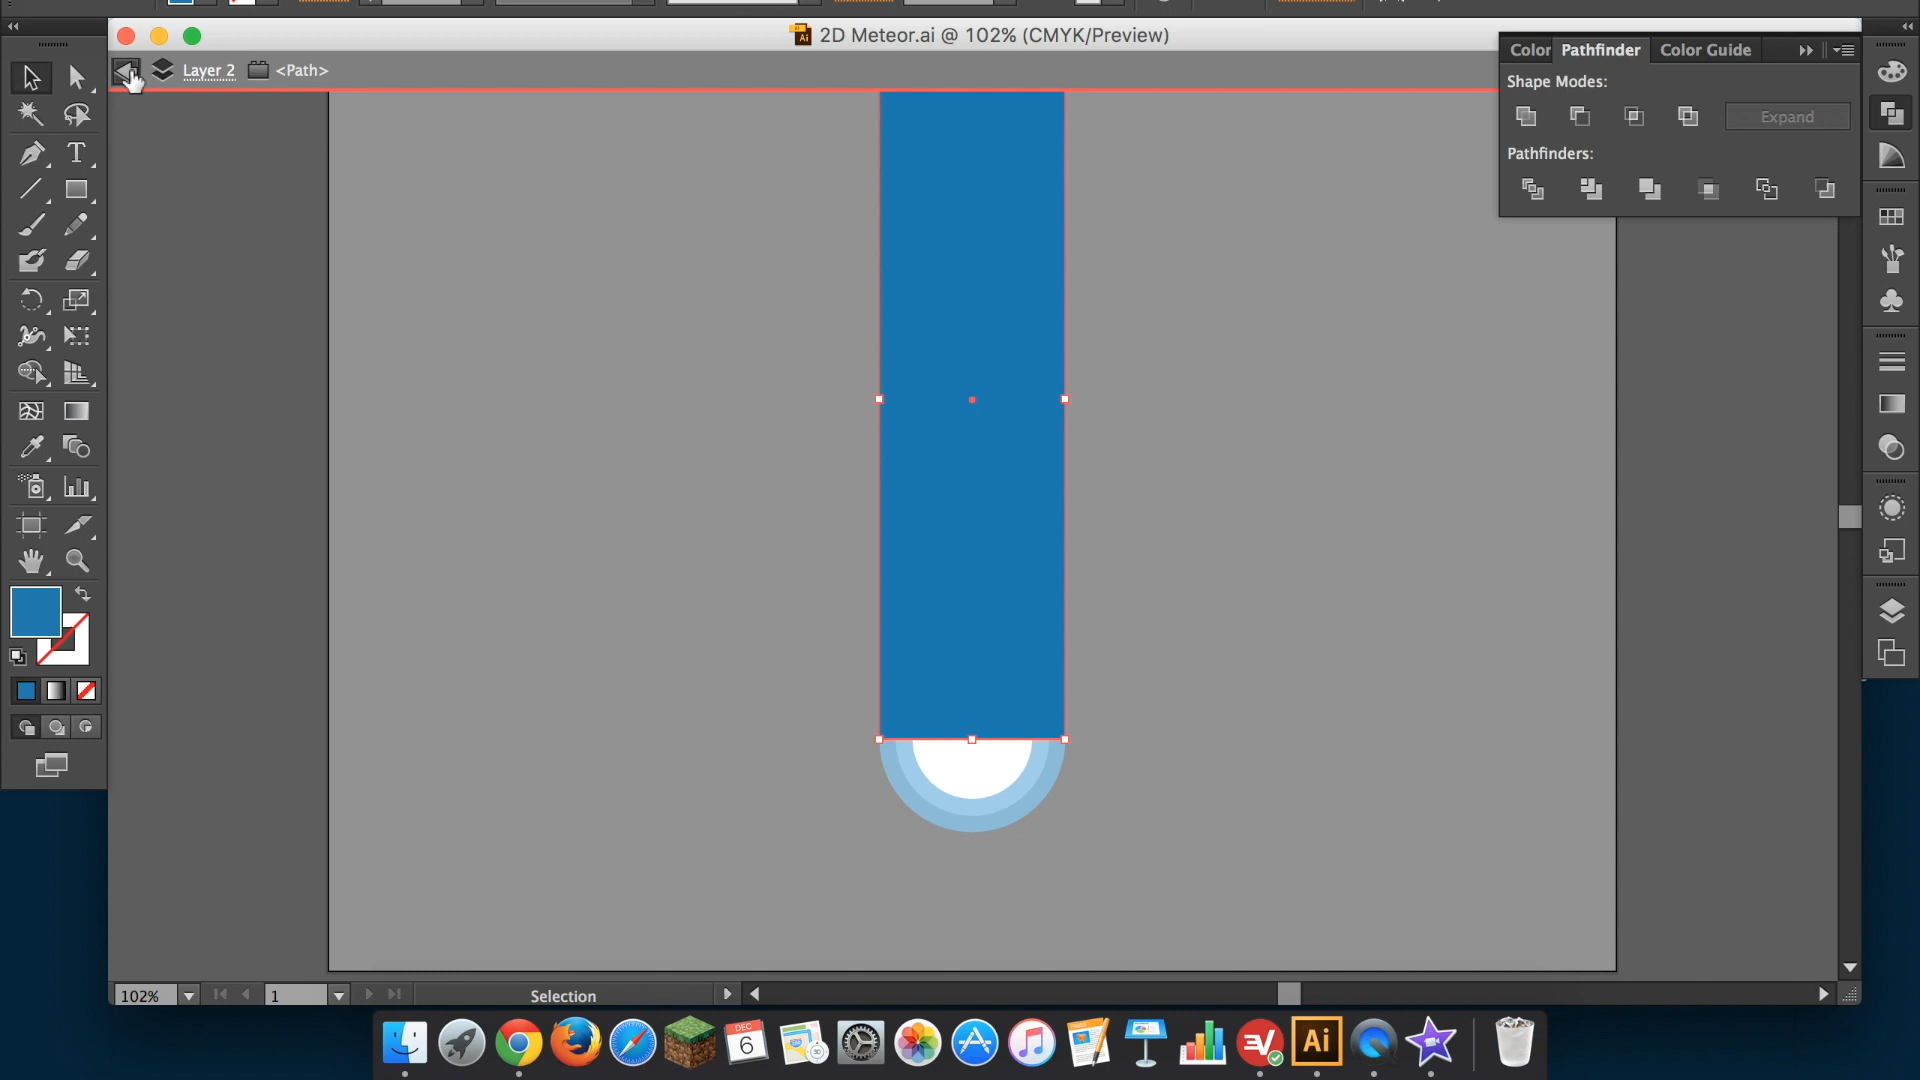 2D Meteor.ai @ 102% (CMYK/Preview)
Layer 2 <Path>
Color Pathfinder Color Guide
Shape Modes:
Expand
Pathfinders:
102% 1 Selection
DEC
6
Ai